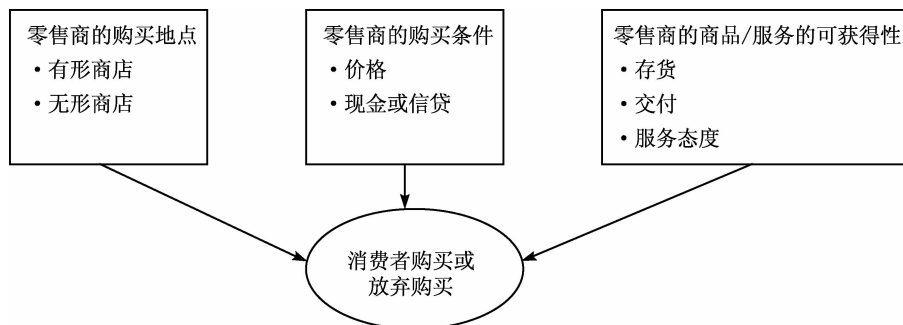 零售商的购买地点
・有形商店
・无形商店
零售商的购买条件
・价格
・现金或信贷
零售商的商品/服务的可获得性
・存货
・交付
・服务态度
消费者购买或
放弃购买